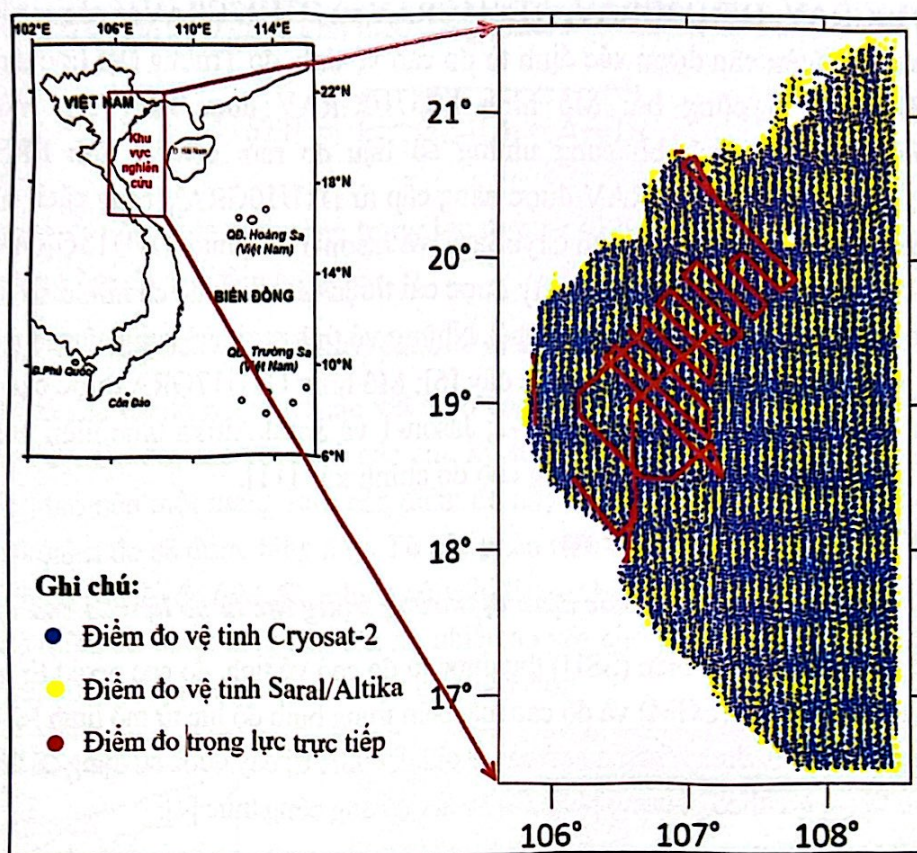 102°E 106°E 110°E 114°E
VIỆT NAM
22°N
Khu
vực
nghiên
cứu
18°N
QĐ. Hoàng Sa
(Việt Nam)
14°N
BIỂN ĐÔNG
QĐ. Trường Sa
(Việt Nam)
10°N
Đ.Phú Quốc
Côn Đảo
6°N
21°
20°
19°
18°
17°
106° 107° 108°
Ghi chú:
Điểm đo vệ tinh Cryosat-2
Điểm đo vệ tinh Saral/Altika
Điểm đo trọng lực trực tiếp